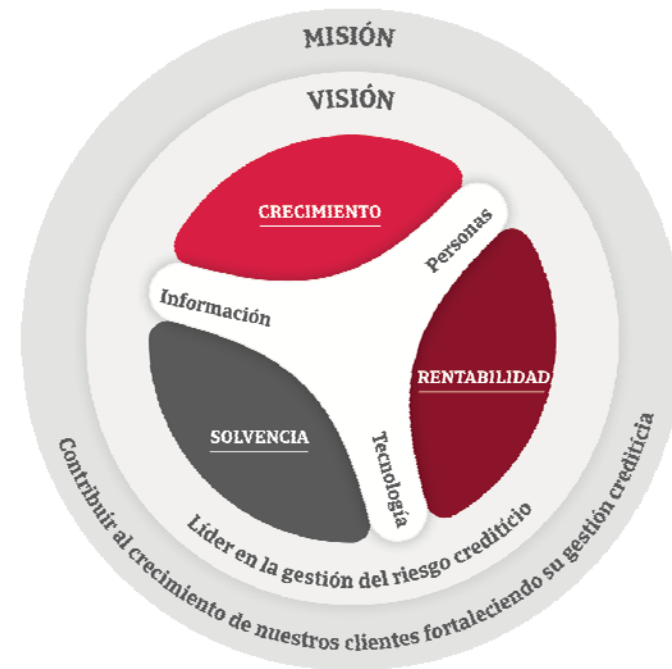 MISIÓN
VISIÓN
CRECIMIENTO
Personas
Información
RENTABILIDAD
SOLVENCIA
Tecnología
Líder en la gestión del riesgo crediticio
Contribuir al crecimiento de nuestros clientes fortaleciendo su gestión crediticia